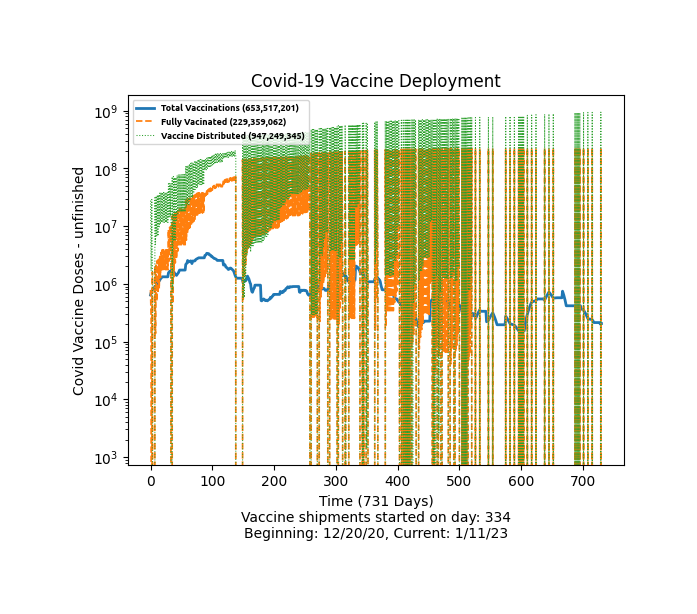 Covid-19 Vaccine Deployment
Total Vaccinations (653,517,201)
Fully Vacinated (229,359,062)
Vaccine Distributed (947,249,345)
Covid Vaccine Doses - unfinished
10⁹
10⁸
10⁷
10⁶
10⁵
10⁴
10³
0 100 200 300 400 500 600 700
Time (731 Days)
Vaccine shipments started on day: 334
Beginning: 12/20/20, Current: 1/11/23